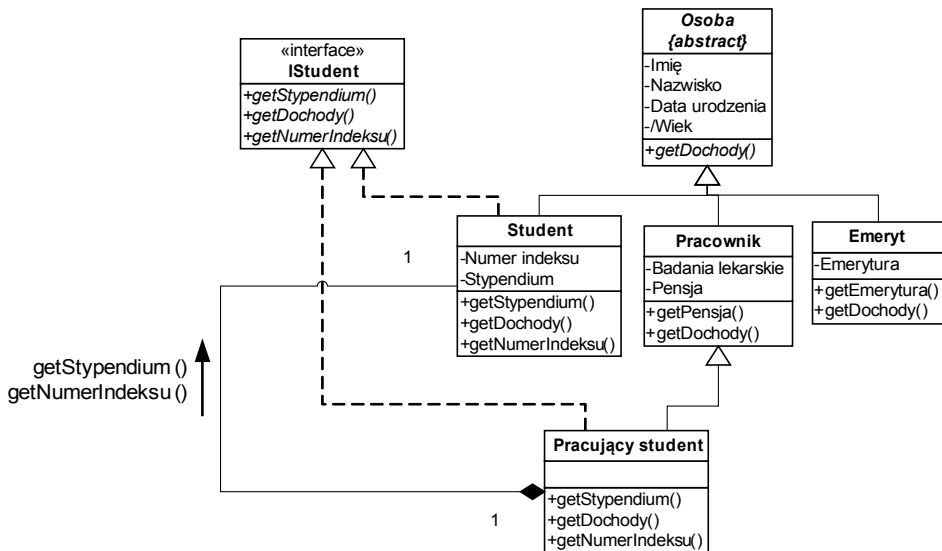 Osoba
{abstract}
-Imię
-Nazwisko
-Data urodzenia
-/Wiek
+getDochody()
«interface»
IStudent
+getStypendium()
+getDochody()
+getNumerIndeksu()
Student
-Numer indeksu
-Stypendium
+getStypendium()
+getDochody()
+getNumerIndeksu()
Pracownik
-Badania lekarskie
-Pensja
+getPensja()
+getDochody()
Emeryt
-Emerytura
+getEmerytura()
+getDochody()
1
getStypendium ()
getNumerIndeksu ()
Pracujący student
+getStypendium()
+getDochody()
+getNumerIndeksu()
1